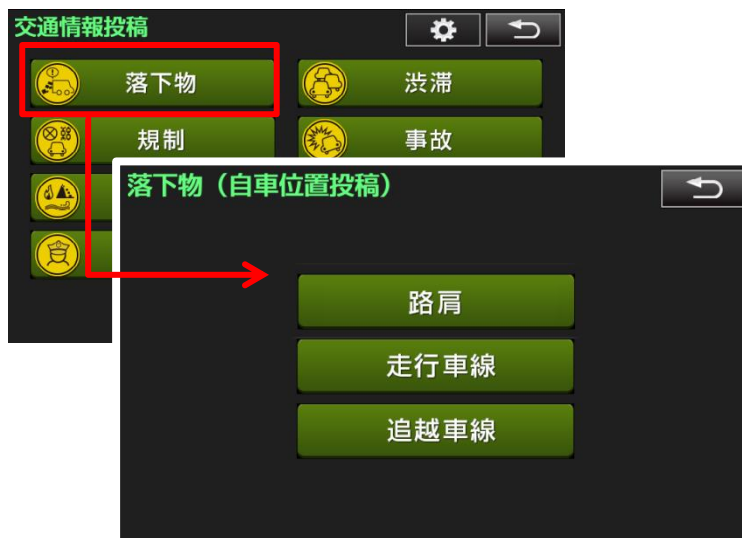 交通情報投稿
落下物
渋滞
規制
事故
落下物（自車位置投稿）
路肩
走行車線
追越車線